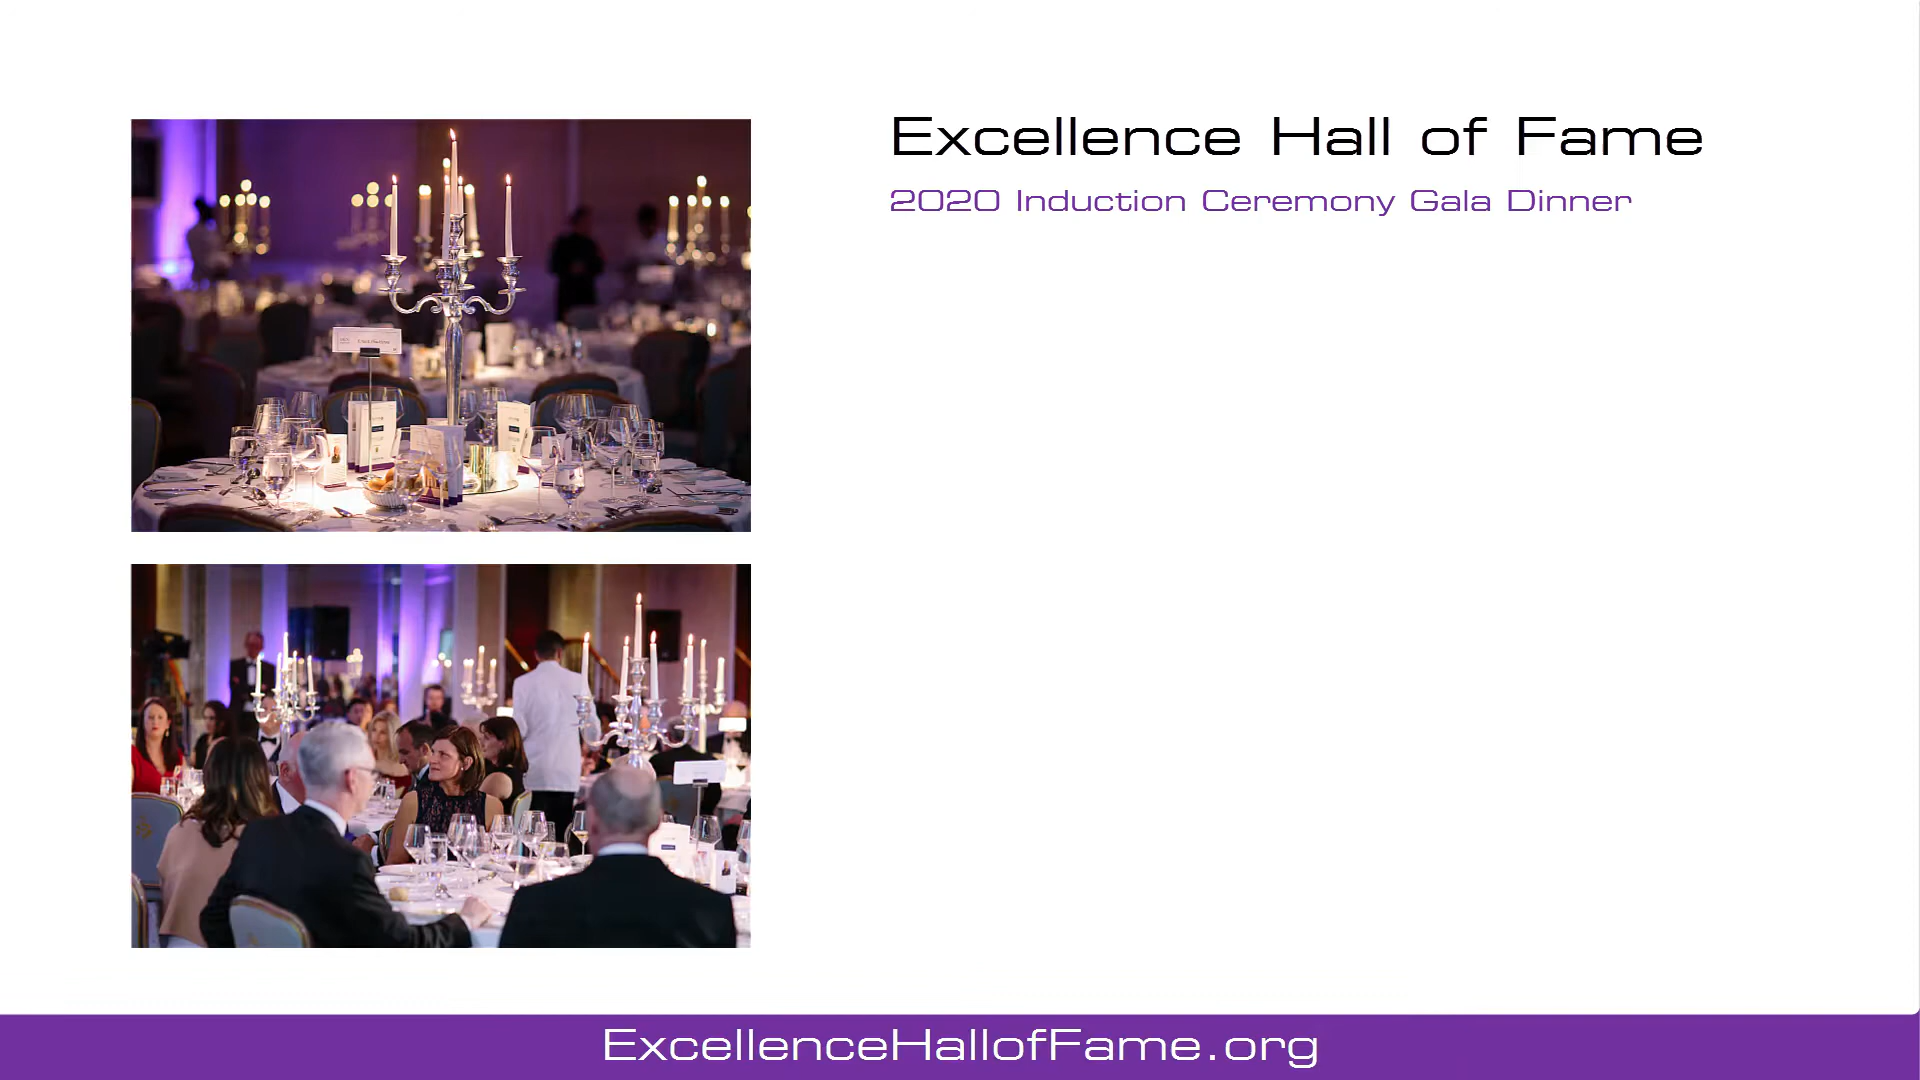 Excellence Hall of Fame
2020 Induction Ceremony Gala Dinner
ExcellenceHallofFame.org